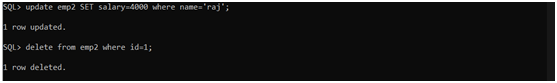 SQL> update emp2 SET salary=4000 where name='raj';
1 row updated.
SQL> delete from emp2 where id=1;
1 row deleted.